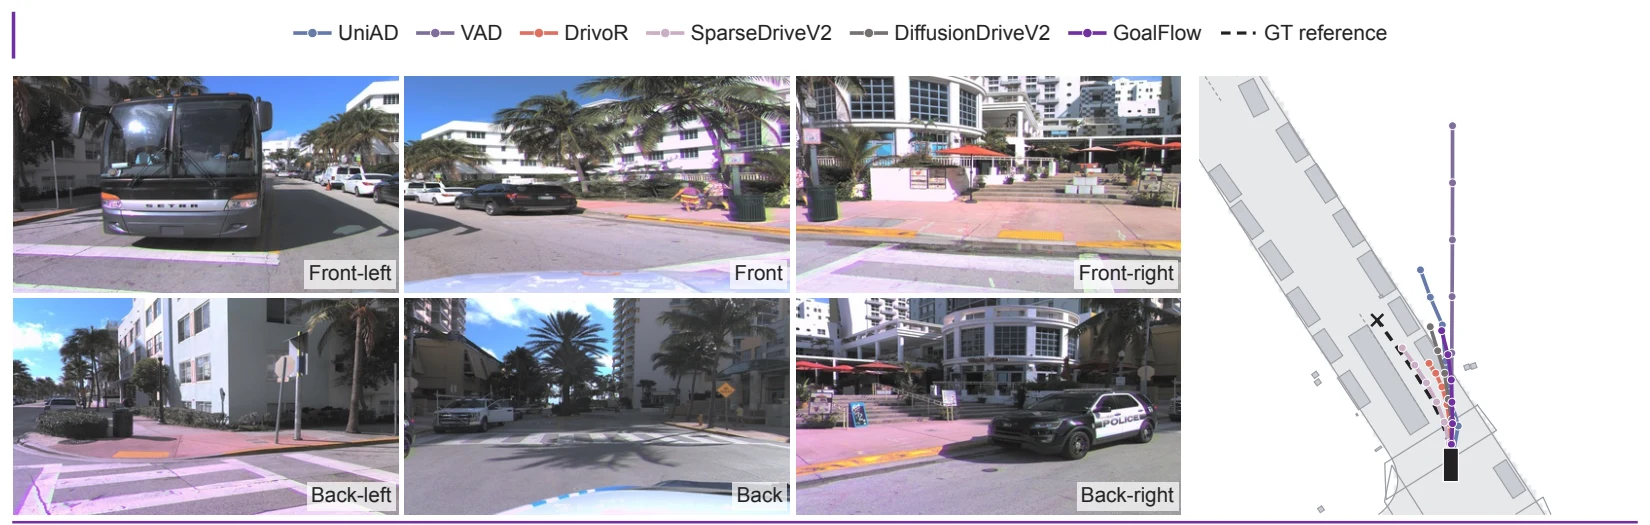 UniAD VAD DrivoR SparseDriveV2 DiffusionDriveV2 GoalFlow GT reference
SETRA
Front-left
Front
Front-right
Back-left
Back
POLICE
Back-right